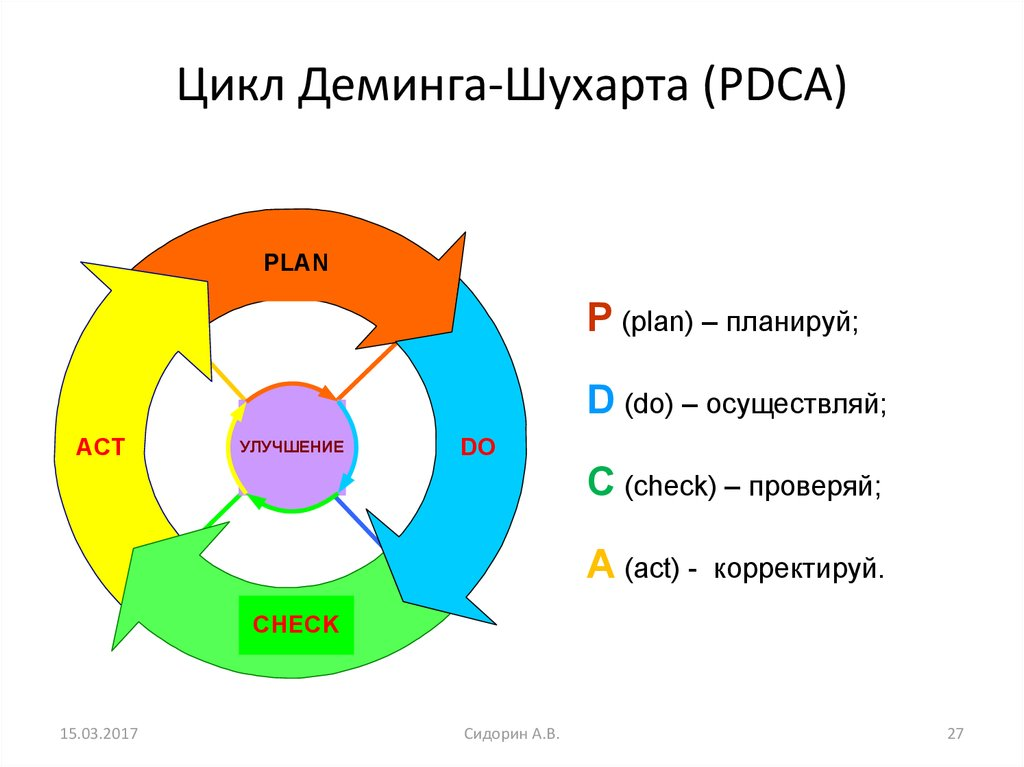 Цикл Деминга-Шухарта (PDCA)
PLAN
ACT
УЛУЧШЕНИЕ
DO
CHECK
P (plan) – планируй;
D (do) – осуществляй;
C (check) – проверяй;
A (act) - корректируй.
15.03.2017
Сидорин А.В.
27